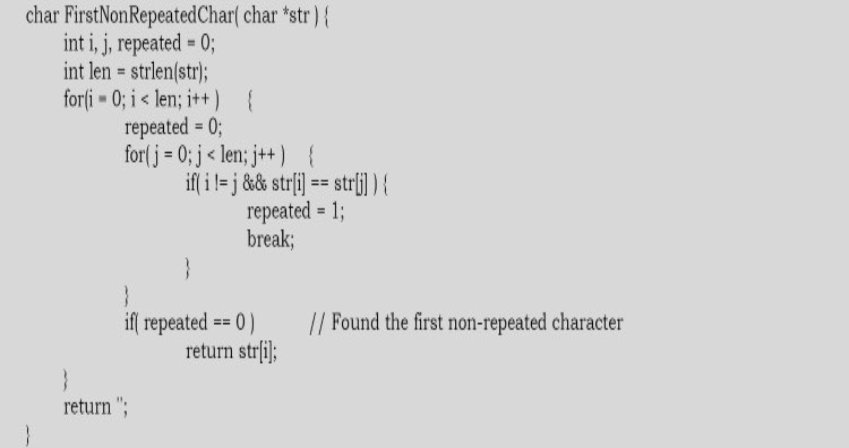 char FirstNonRepeatedChar( char *str ) {
int i, j, repeated = 0;
int len = strlen(str);
for(i = 0; i < len; i++ ) {
repeated = 0;
for( j = 0; j < len; j++ ) {
if( i != j && str[i] == str[j] ) {
repeated = 1;
break;
}
}
if( repeated == 0 ) // Found the first non-repeated character
return str[i];
}
return '';
}